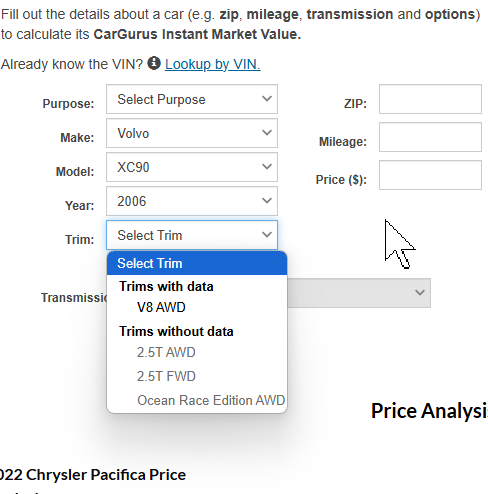 Fill out the details about a car (e.g. zip, mileage, transmission and options)
to calculate its CarGurus Instant Market Value.
Already know the VIN? Lookup by VIN.
Purpose: Select Purpose ZIP:
Make: Volvo
Mileage:
Model: XC90
Price ($):
Year: 2006
Trim: Select Trim
Select Trim
Trims with data
Transmissio V8 AWD
Trims without data
2.5T AWD
2.5T FWD
Ocean Race Edition AWD
Price Analysi
022 Chrysler Pacifica Price